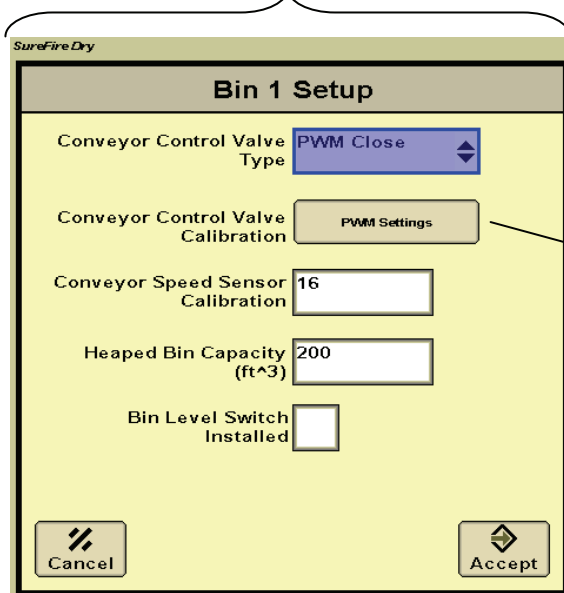 SureFire Dry
Bin 1 Setup
Conveyor Control Valve Type
PWM Close
Conveyor Control Valve Calibration
PWM Settings
Conveyor Speed Sensor Calibration
16
Heaped Bin Capacity (ft^3)
200
Bin Level Switch Installed
Cancel
Accept